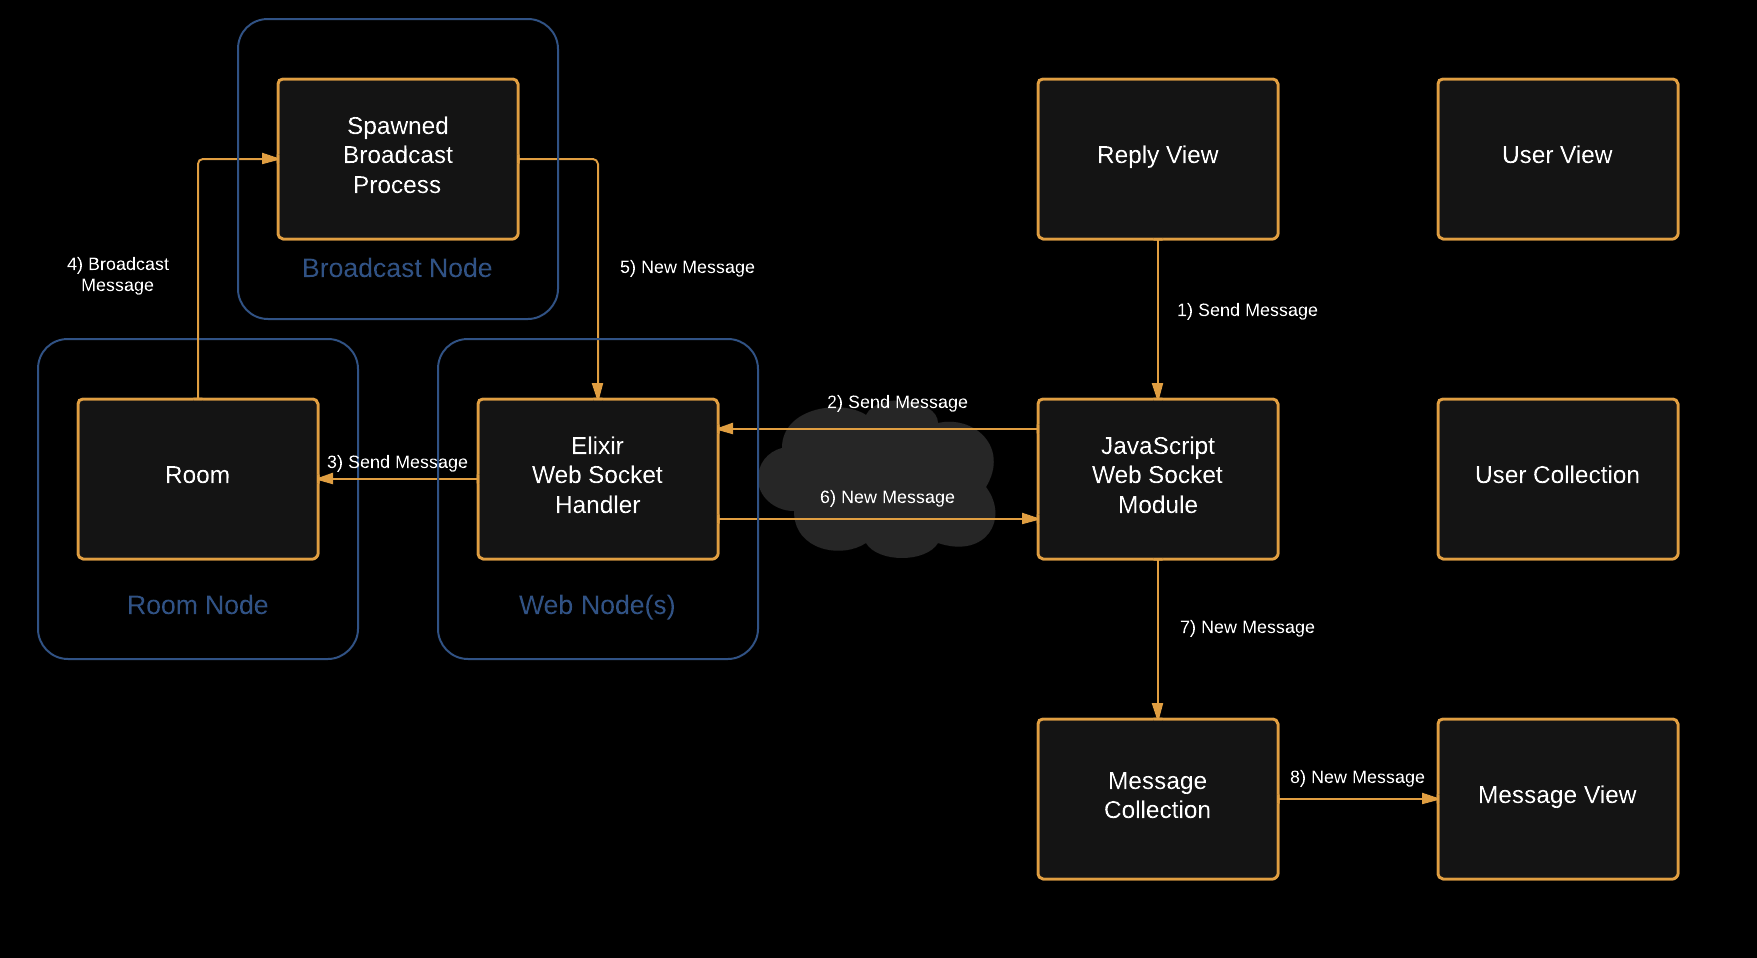 Spawned
Broadcast
Process
Broadcast Node
Reply View
User View
4) Broadcast
Message
5) New Message
1) Send Message
2) Send Message
3) Send Message
6) New Message
Room
Room Node
Elixir
Web Socket
Handler
Web Node(s)
JavaScript
Web Socket
Module
User Collection
7) New Message
Message
Collection
8) New Message
Message View